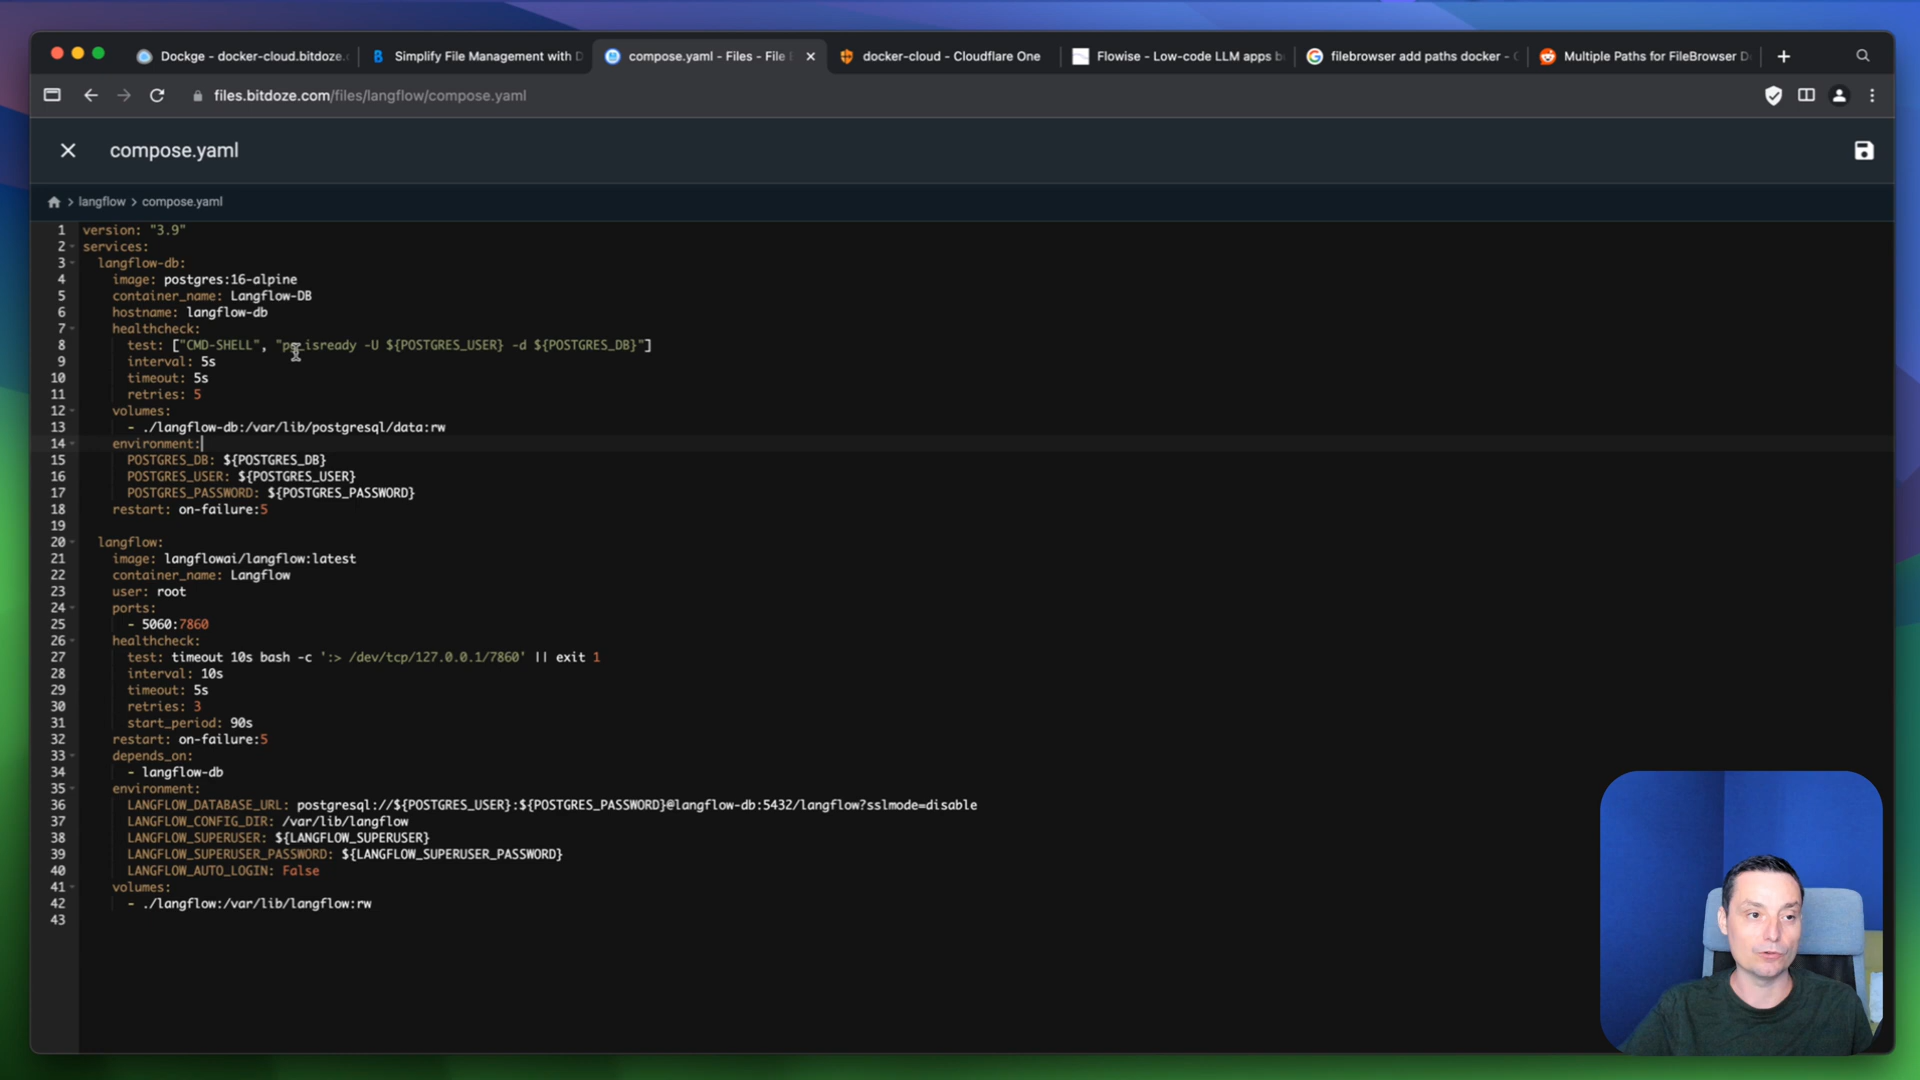 Dockge - docker-cloud.bitdoze.c
Simplify File Management with D
compose.yaml - Files - File
docker-cloud - Cloudflare One
Flowise - Low-code LLM apps bu
filebrowser add paths docker -
Multiple Paths for FileBrowser D
files.bitdoze.com/files/langflow/compose.yaml
compose.yaml
langflow > compose.yaml
1 version: "3.9"
2 services:
3 langflow-db:
4 image: postgres:16-alpine
5 container_name: Langflow-DB
6 hostname: langflow-db
7 healthcheck:
8 test: ["CMD-SHELL", "pg_isready -U ${POSTGRES_USER} -d ${POSTGRES_DB}"]
9 interval: 5s
10 timeout: 5s
11 retries: 5
12 volumes:
13 - ./langflow-db:/var/lib/postgresql/data:rw
14 environment:
15 POSTGRES_DB: ${POSTGRES_DB}
16 POSTGRES_USER: ${POSTGRES_USER}
17 POSTGRES_PASSWORD: ${POSTGRES_PASSWORD}
18 restart: on-failure:5
19
20 langflow:
21 image: langflowai/langflow:latest
22 container_name: Langflow
23 user: root
24 ports:
25 - 5060:7860
26 healthcheck:
27 test: timeout 10s bash -c ':> /dev/tcp/127.0.0.1/7860' || exit 1
28 interval: 10s
29 timeout: 5s
30 retries: 3
31 start_period: 90s
32 restart: on-failure:5
33 depends_on:
34 - langflow-db
35 environment:
36 LANGFLOW_DATABASE_URL: postgresql://${POSTGRES_USER}:${POSTGRES_PASSWORD}@langflow-db:5432/langflow?sslmode=disable
37 LANGFLOW_CONFIG_DIR: /var/lib/langflow
38 LANGFLOW_SUPERUSER: ${LANGFLOW_SUPERUSER}
39 LANGFLOW_SUPERUSER_PASSWORD: ${LANGFLOW_SUPERUSER_PASSWORD}
40 LANGFLOW_AUTO_LOGIN: False
41 volumes:
42 - ./langflow:/var/lib/langflow:rw
43